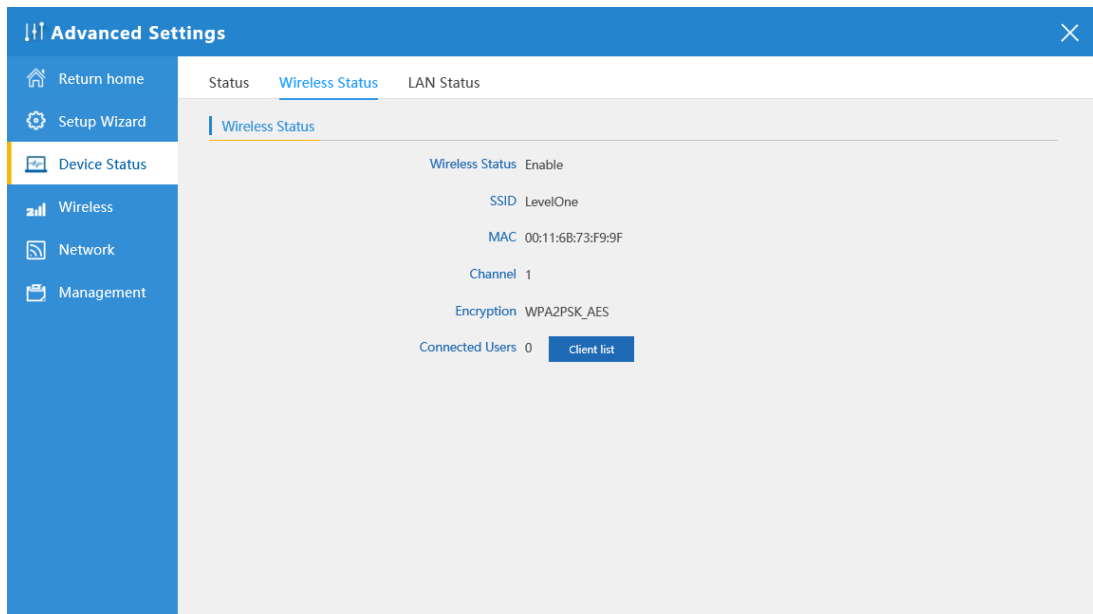 Advanced Settings
Return home
Setup Wizard
Device Status
Wireless
Network
Management
Status Wireless Status LAN Status
Wireless Status
Wireless Status Enable
SSID LevelOne
MAC 00:11:6B:73:F9:9F
Channel 1
Encryption WPA2PSK_AES
Connected Users 0 Client list